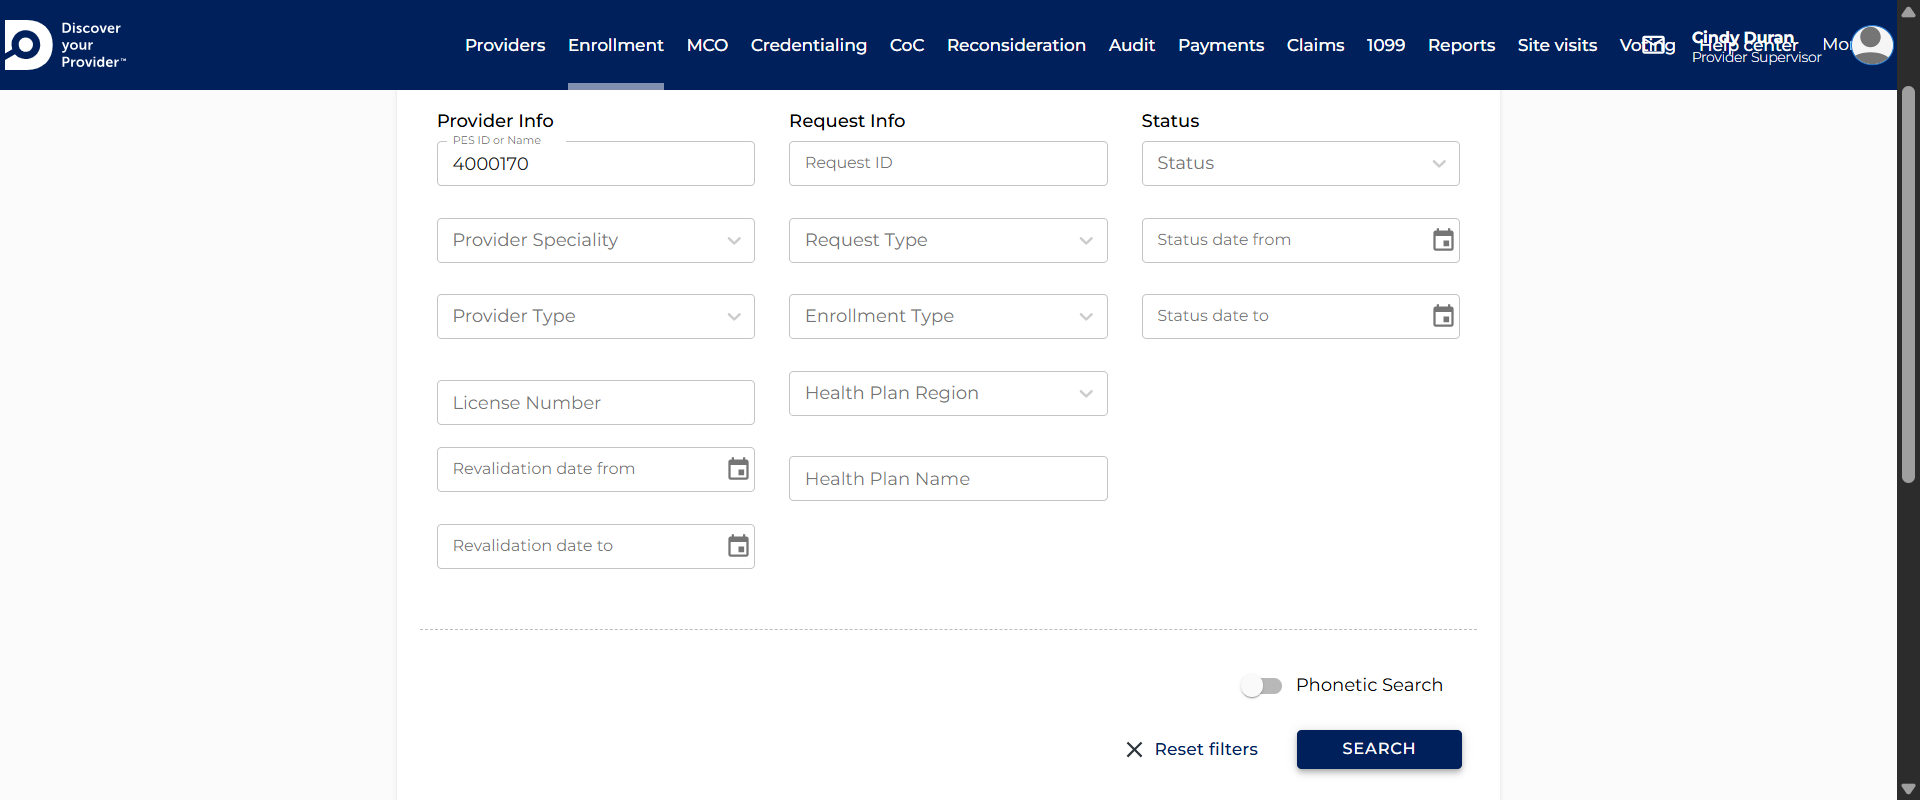 Discover
your
Provider™
Providers Enrollment MCO Credentialing CoC Reconsideration Audit Payments Claims 1099 Reports Site visits Voting Help center
Cindy Duran
Provider Supervisor
Provider Info
PES ID or Name
4000170
Provider Speciality
Provider Type
License Number
Revalidation date from
Revalidation date to
Request Info
Request ID
Request Type
Enrollment Type
Health Plan Region
Health Plan Name
Status
Status
Status date from
Status date to
Phonetic Search
Reset filters
SEARCH